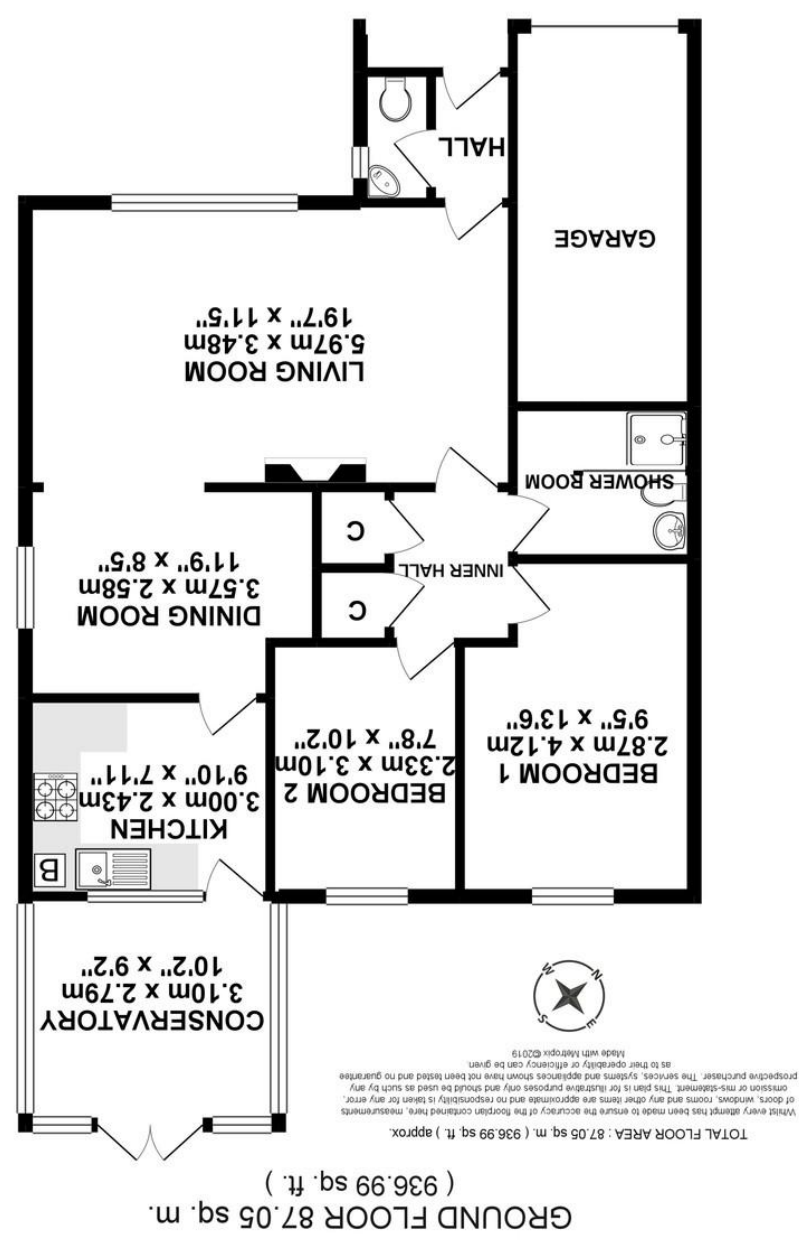 GROUND FLOOR 87.05 sq. m.
( 936.99 sq. ft. )
CONSERVATORY
3.10m x 2.79m
10'2" x 9'2"
B
KITCHEN
3.00m x 2.43m
9'10" x 7'11"
BEDROOM 2
2.33m x 3.10m
7'8" x 10'2"
BEDROOM 1
2.87m x 4.12m
9'5" x 13'6"
DINING ROOM
3.57m x 2.58m
11'9" x 8'5"
C
C
INNER HALL
SHOWER ROOM
LIVING ROOM
5.97m x 3.48m
19'7" x 11'5"
GARAGE
HALL
TOTAL FLOOR AREA : 87.05 sq. m. ( 936.99 sq. ft. ) approx.
Whilst every attempt has been made to ensure the accuracy of the floorplan contained here, measurements
of doors, windows, rooms and any other items are approximate and no responsibility is taken for any error,
omission or mis-statement. This plan is for illustrative purposes only and should be used as such by any
prospective purchaser. The services, systems and appliances shown have not been tested and no guarantee
as to their operability or efficiency can be given.
Made with Metropix ©2019
N
E
S
W